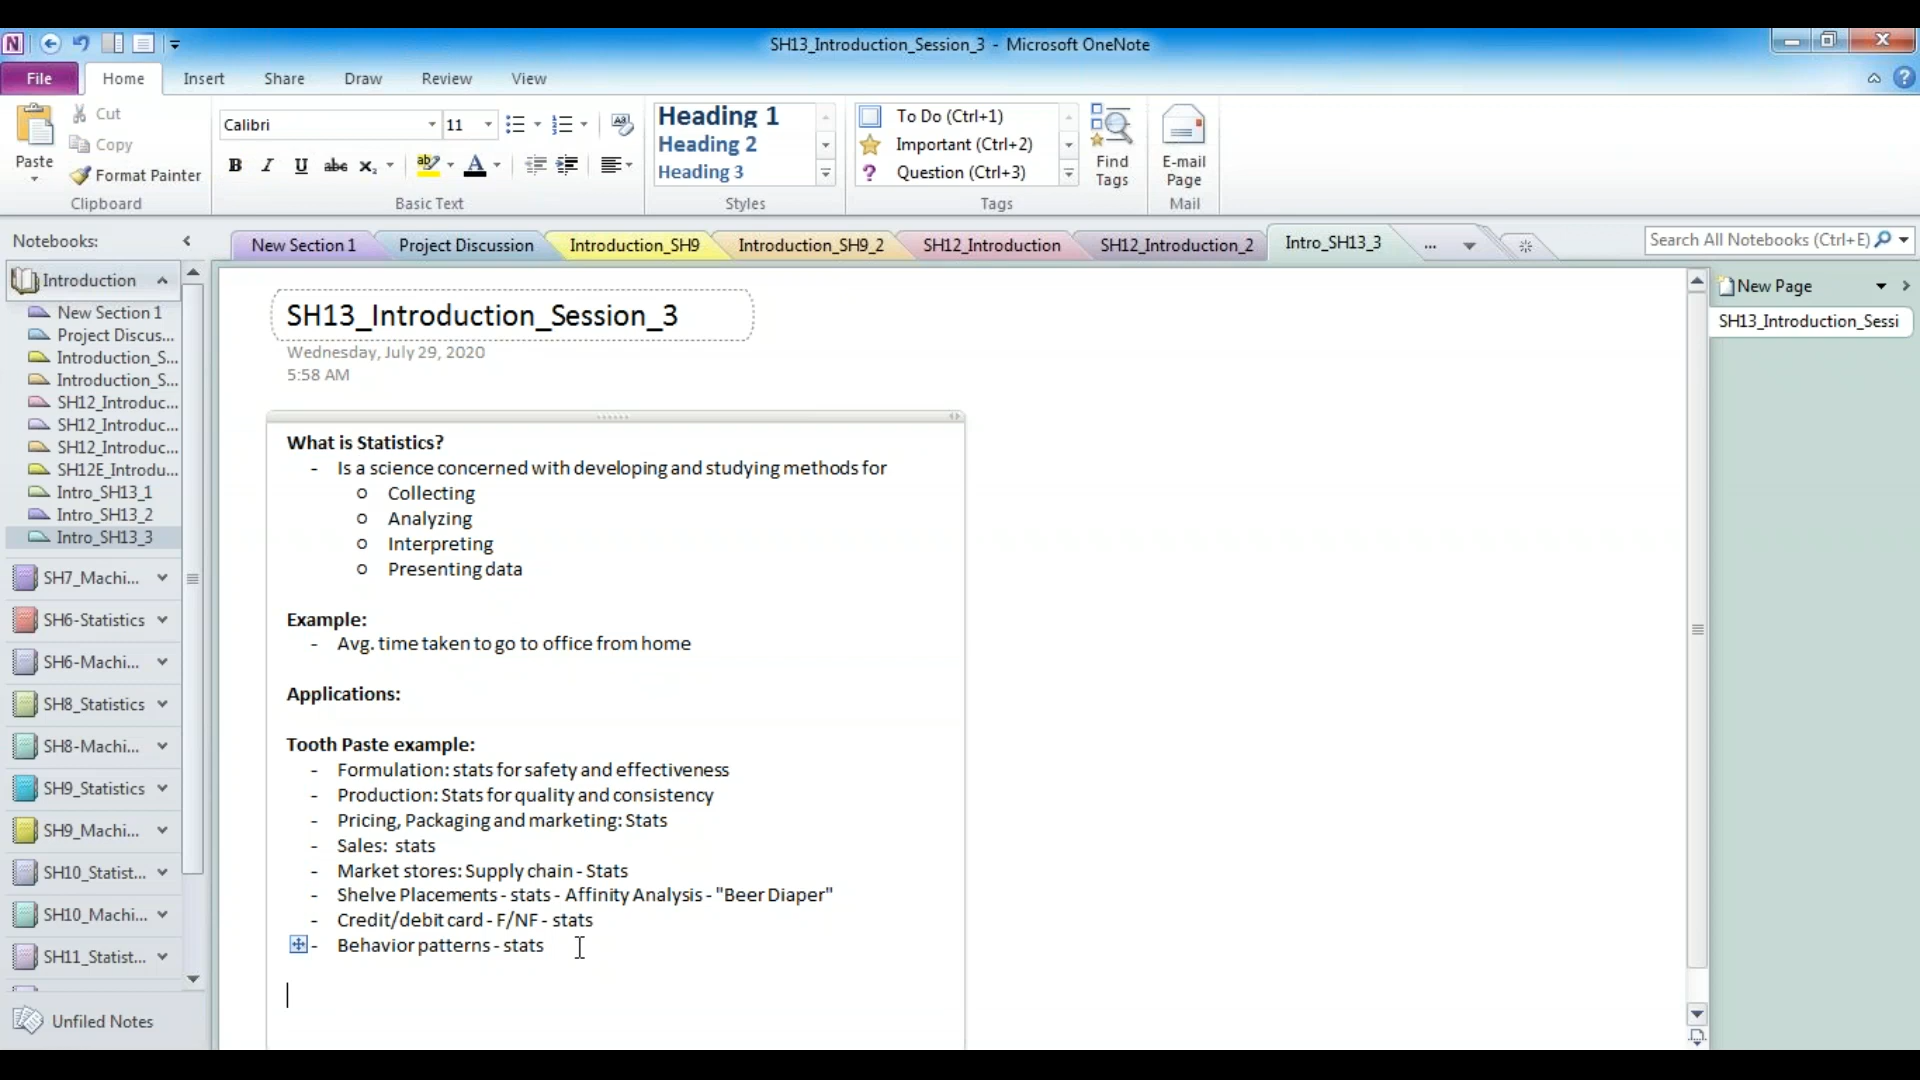 SH13_Introduction_Session_3 - Microsoft OneNote
File Home Insert Share Draw Review View
Paste
Cut
Copy
Format Painter
Clipboard
Calibri 11
B I U abc X₂ A
Basic Text
Heading 1
Heading 2
Heading 3
Styles
To Do (Ctrl+1)
Important (Ctrl+2)
Question (Ctrl+3)
Tags
Find
Tags
E-mail
Page
Mail
Notebooks:
New Section 1 Project Discussion Introduction_SH9 Introduction_SH9_2 SH12_Introduction SH12_Introduction_2 Intro_SH13_3 ...
Search All Notebooks (Ctrl+E)
Introduction
New Section 1
Project Discus...
Introduction_S...
Introduction_S...
SH12_Introduc...
SH12_Introduc...
SH12_Introduc...
SH12E_Introdu...
Intro_SH13_1
Intro_SH13_2
Intro_SH13_3
SH7_Machi...
SH6-Statistics
SH6-Machi...
SH8_Statistics
SH8-Machi...
SH9_Statistics
SH9_Machi...
SH10_Statist...
SH10_Machi...
SH11_Statist...
Unfiled Notes
SH13_Introduction_Session_3
Wednesday, July 29, 2020
5:58 AM
What is Statistics?
- Is a science concerned with developing and studying methods for
o Collecting
o Analyzing
o Interpreting
o Presenting data
Example:
- Avg. time taken to go to office from home
Applications:
Tooth Paste example:
- Formulation: stats for safety and effectiveness
- Production: Stats for quality and consistency
- Pricing, Packaging and marketing: Stats
- Sales: stats
- Market stores: Supply chain - Stats
- Shelve Placements - stats - Affinity Analysis - "Beer Diaper"
- Credit/debit card - F/NF - stats
- Behavior patterns - stats
New Page
SH13_Introduction_Sessi